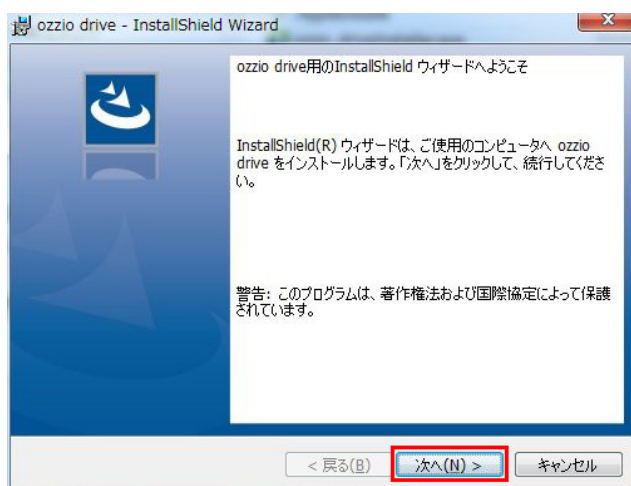 ozzio drive - InstallShield Wizard
ozzio drive用のInstallShield ウィザードへようこそ
InstallShield(R) ウィザードは、ご使用のコンピュータへ ozzio
drive をインストールします。「次へ」をクリックして、続行してくださ
い。
警告: このプログラムは、著作権法および国際協定によって保護
されています。
< 戻る(B)
次へ(N) >
キャンセル